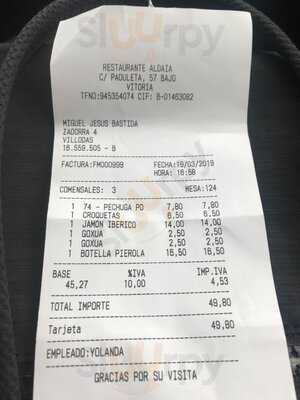 Sluurpy
RESTAURANTE ALDAIA
C/ PADULETA, 57 BAJO
VITORIA
TFNO:945354074 CIF: B-01463092
MIGUEL JESUS BASTIDA
ZADORRA 4
VILLODAS
18.559.505 - B
FACTURA:FM000999 FECHA:19/03/2019
HORA: 16:58
COMENSALES: 3 MESA:124
1 74 - PECHUGA PO 7,80 7,80
1 CROQUETAS 6,50 6,50
1 JAMÓN IBERICO 14,00 14,00
1 GOXUA 2,50 2,50
1 GOXUA 2,50 2,50
1 BOTELLA PIEROLA 16,50 16,50
BASE %IVA IMP.IVA
45,27 10,00 4,53
TOTAL IMPORTE 49,80
Tarjeta 49,80
EMPLEADO:YOLANDA
GRACIAS POR SU VISITA